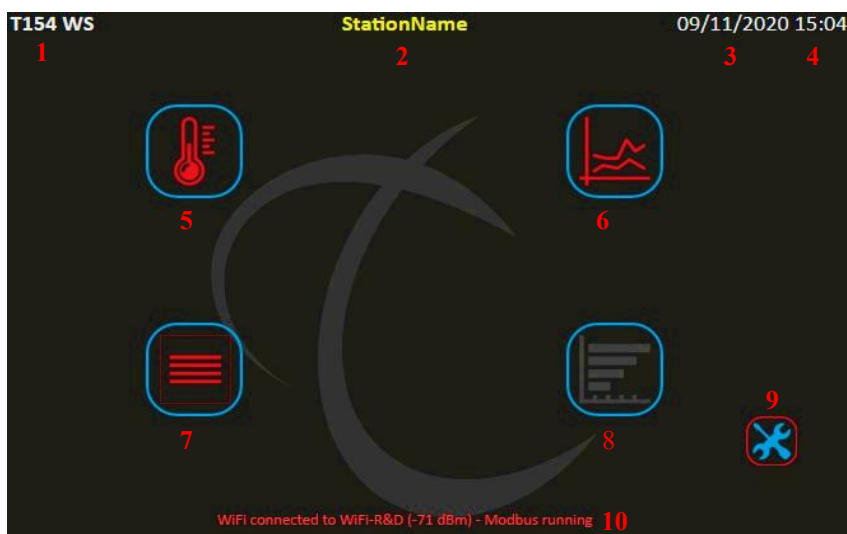 T154 WS StationName 09/11/2020 15:04
1 2 3 4
5 6
7 8 9
WiFi connected to WiFi-R&D (-71 dBm) - Modbus running 10